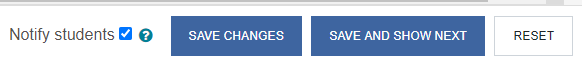 Notify students ? SAVE CHANGES SAVE AND SHOW NEXT RESET